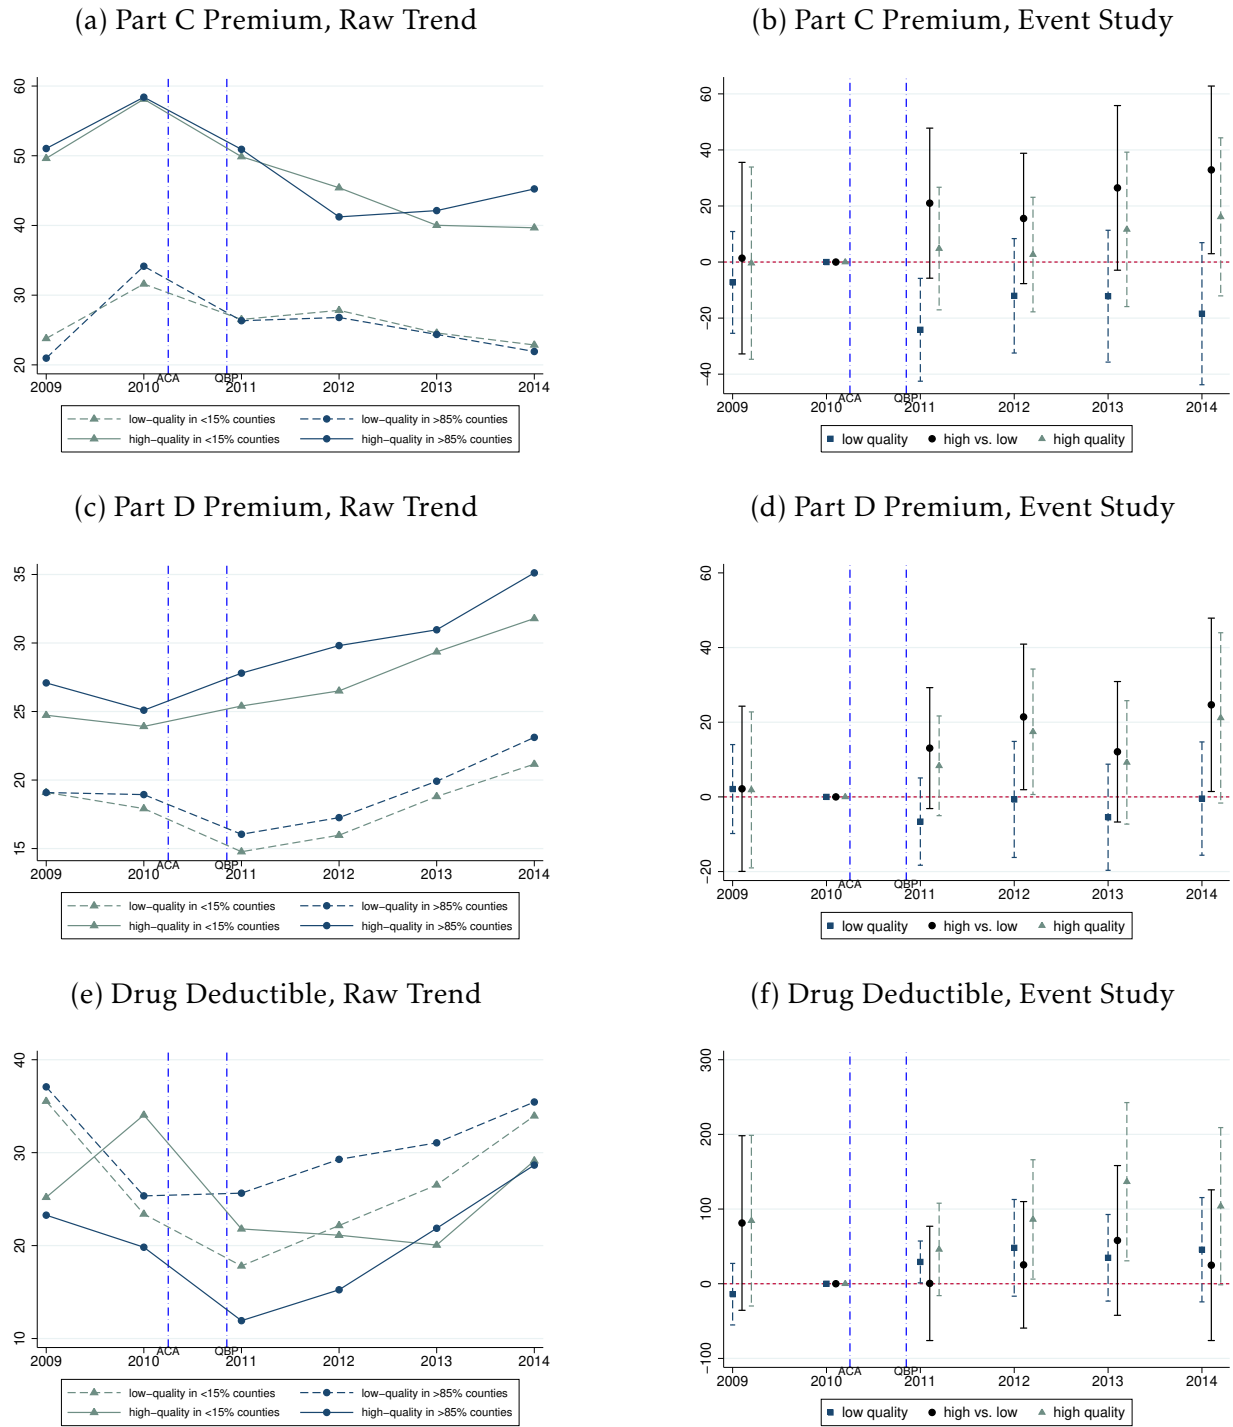 (a) Part C Premium, Raw Trend
60
50
40
30
20
2009 2010 ACA QBP 2011 2012 2013 2014
low−quality in <15% counties low−quality in >85% counties
high−quality in <15% counties high−quality in >85% counties
(b) Part C Premium, Event Study
60
40
20
0
−20
−40
2009 2010 ACA QBP 2011 2012 2013 2014
low quality high vs. low high quality
(c) Part D Premium, Raw Trend
35
30
25
20
15
2009 2010 ACA QBP 2011 2012 2013 2014
low−quality in <15% counties low−quality in >85% counties
high−quality in <15% counties high−quality in >85% counties
(d) Part D Premium, Event Study
60
40
20
0
−20
2009 2010 ACA QBP 2011 2012 2013 2014
low quality high vs. low high quality
(e) Drug Deductible, Raw Trend
40
30
20
10
2009 2010 ACA QBP 2011 2012 2013 2014
low−quality in <15% counties low−quality in >85% counties
high−quality in <15% counties high−quality in >85% counties
(f) Drug Deductible, Event Study
300
200
100
0
−100
2009 2010 ACA QBP 2011 2012 2013 2014
low quality high vs. low high quality